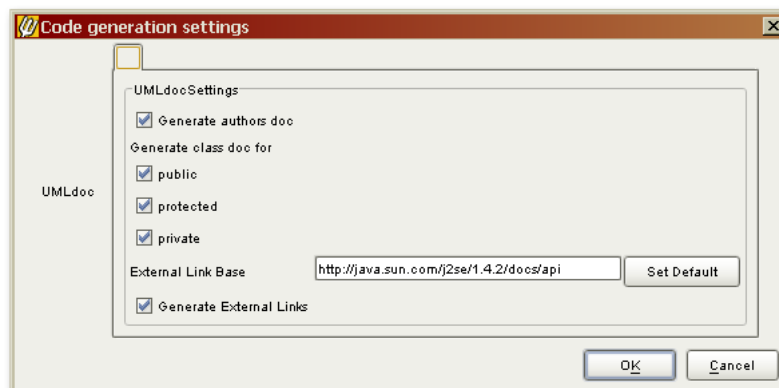 Code generation settings
UMLdocSettings
Generate authors doc
Generate class doc for
public
UMLdoc
protected
private
External Link Base http://java.sun.com/j2se/1.4.2/docs/api Set Default
Generate External Links
OK Cancel